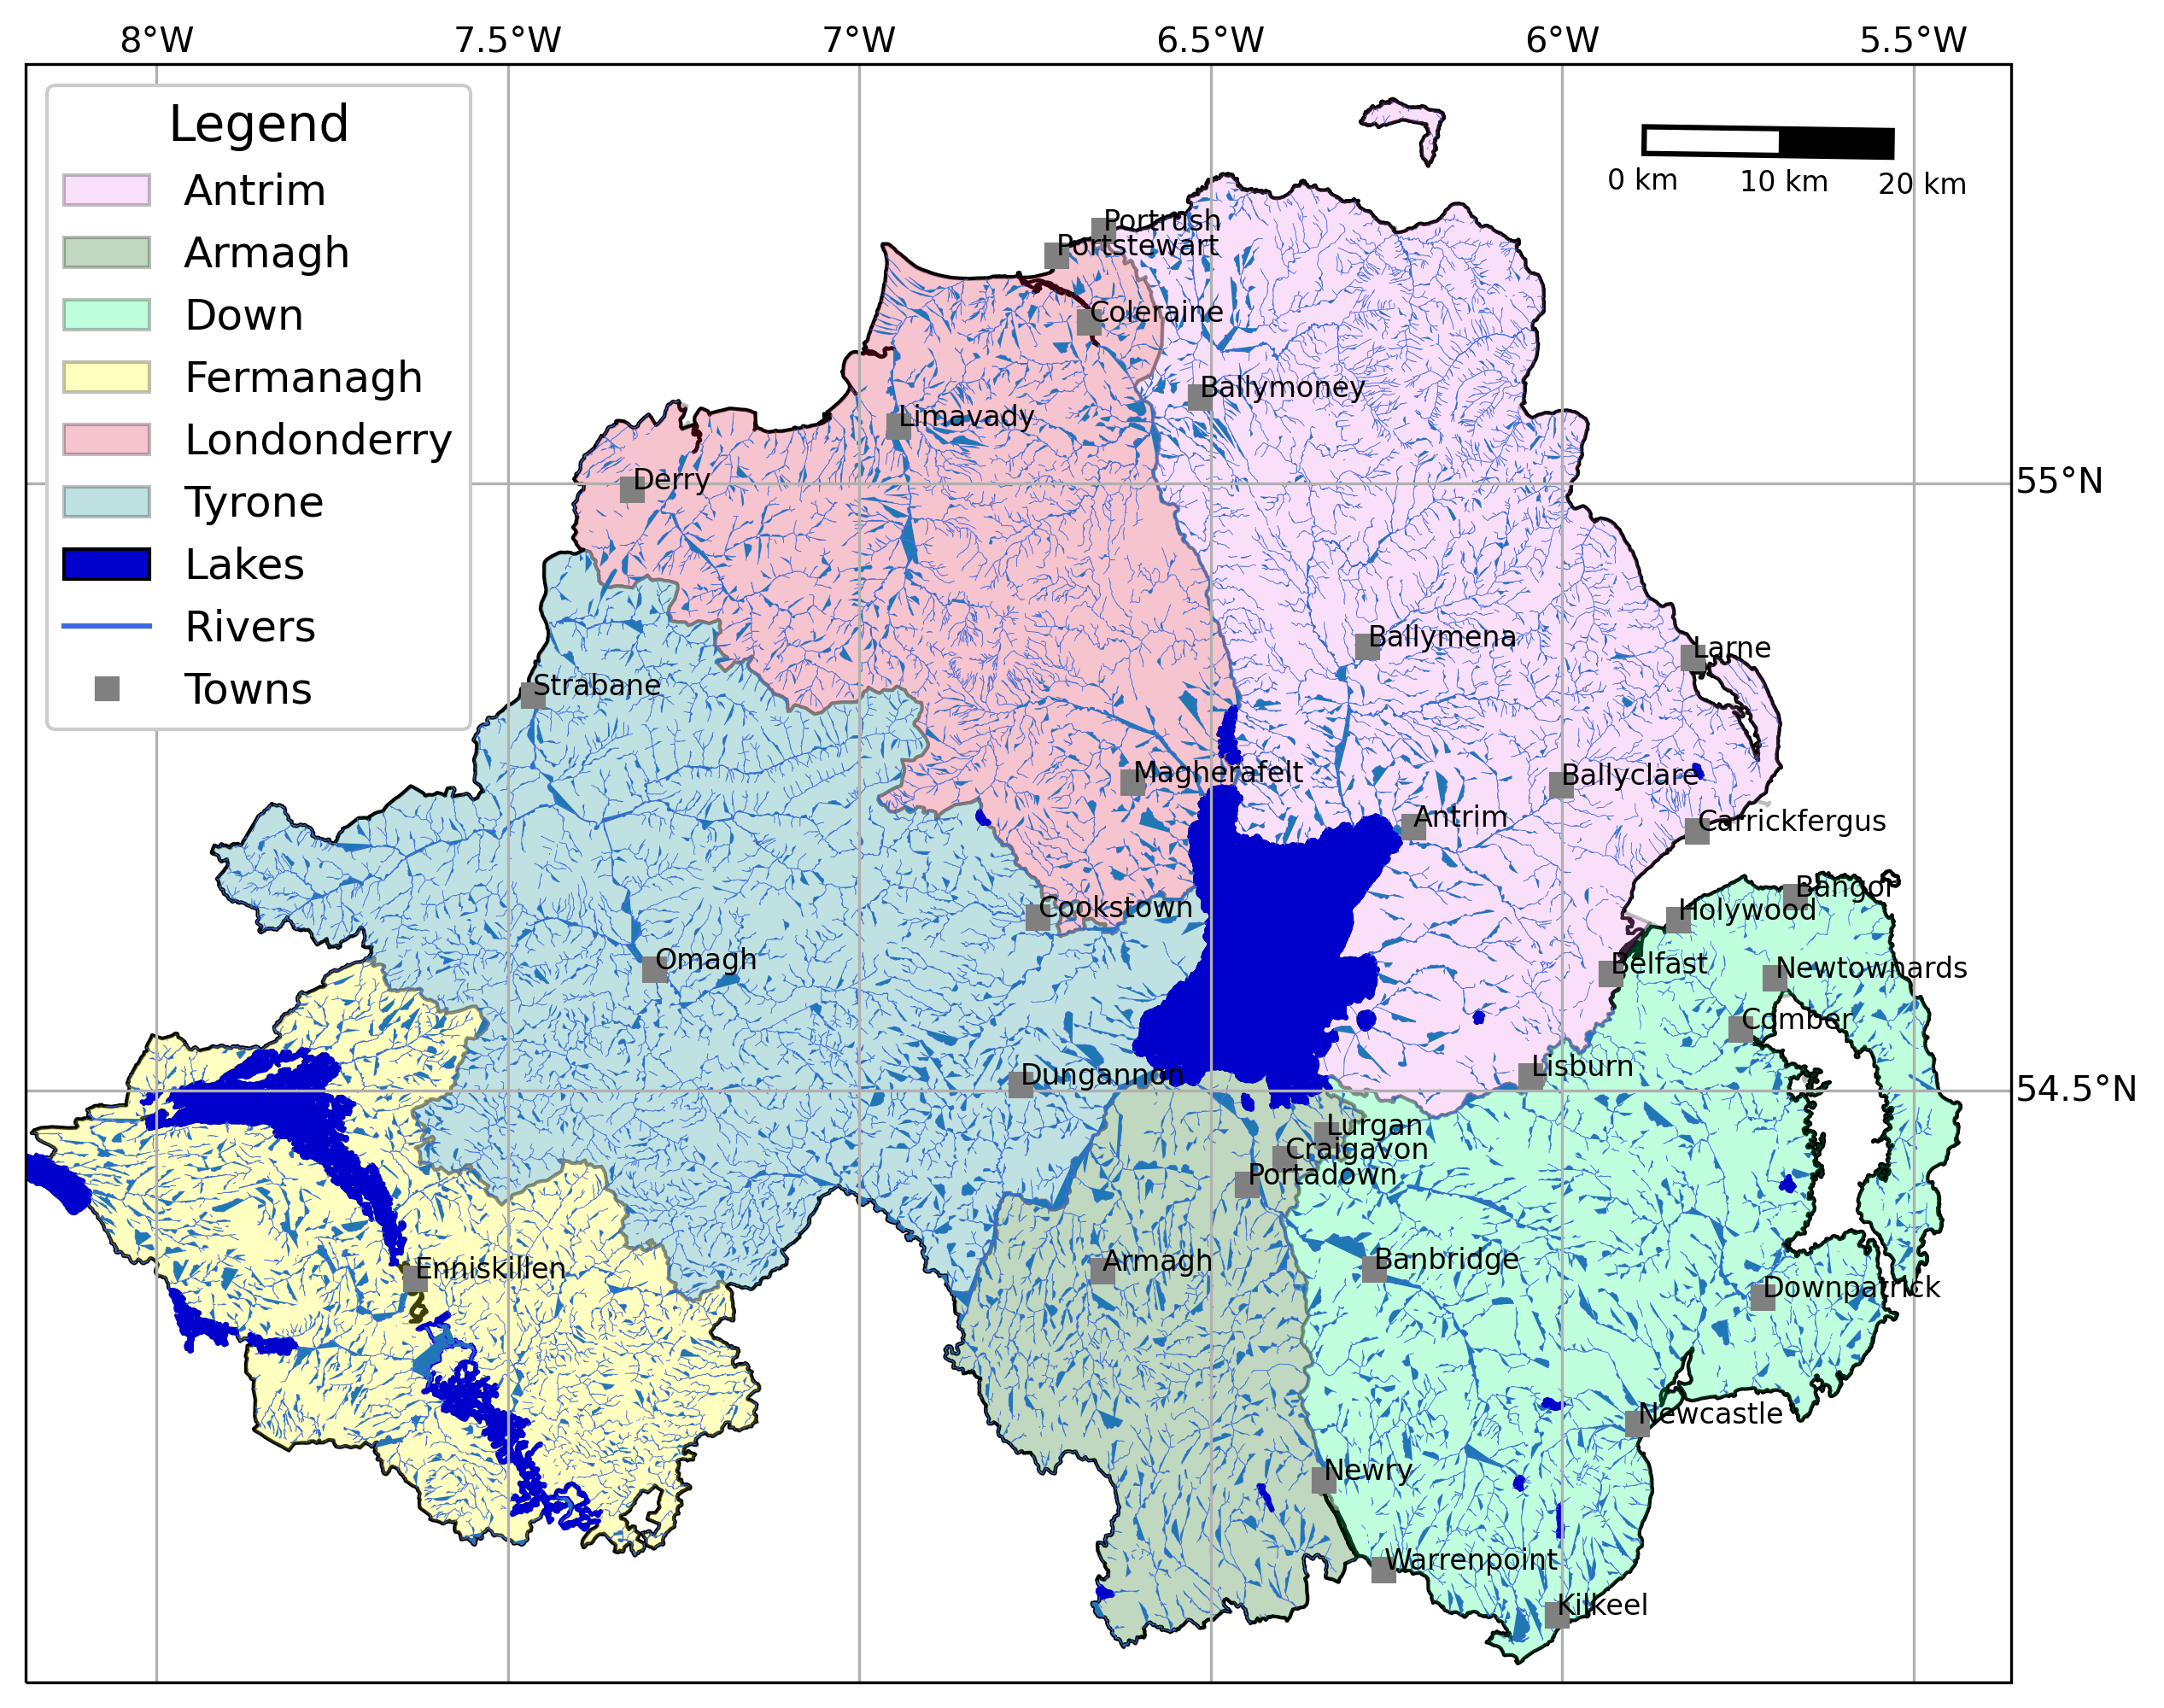 8°W 7.5°W 7°W 6.5°W 6°W 5.5°W
Legend
Antrim
Armagh
Down
Fermanagh
Londonderry
Tyrone
Lakes
Rivers
Towns
0 km 10 km 20 km
Portrush
Portstewart
Coleraine
Ballymoney
Limavady
Derry
55°N
Ballymena
Larne
Strabane
Magherafelt
Ballyclare
Antrim
Carrickfergus
Bangor
Cookstown
Holywood
Omagh
Belfast
Newtownards
Comber
Dungannon
Lisburn
54.5°N
Lurgan
Craigavon
Portadown
Armagh
Banbridge
Enniskillen
Downpatrick
Newcastle
Newry
Warrenpoint
Kilkeel